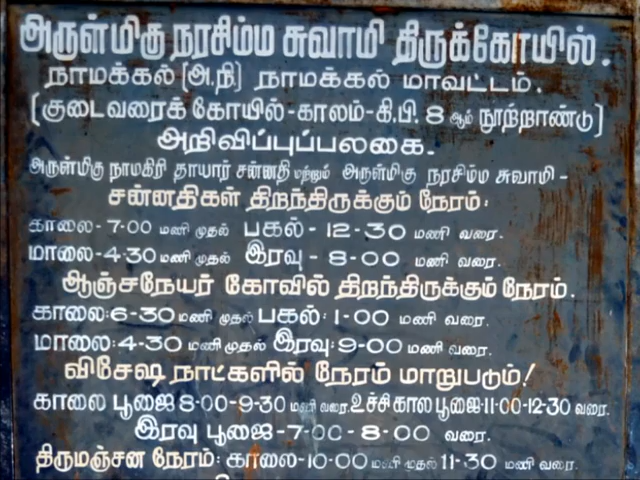 அருள்மிகு நரசிம்ம சுவாமி திருக்கோயில்.
நாமக்கல் (அ.நி) நாமக்கல் மாவட்டம்.
(குடைவரைக் கோயில்-காலம்-கி.பி. 8 ஆம் நூற்றாண்டு)
அறிவிப்புப்பலகை.
அருள்மிகு நாமகிரி தாயார் சன்னதி மற்றும் அருள்மிகு நரசிம்ம சுவாமி-
சன்னதிகள் திறந்திருக்கும் நேரம்:
காலை-7-00 மணி முதல் பகல்-12-30 மணி வரை.
மாலை-4-30 மணி முதல் இரவு-8-00 மணி வரை.
ஆஞ்சநேயர் கோவில் திறந்திருக்கும் நேரம்.
காலை:6-30 மணி முதல் பகல்:1-00 மணி வரை.
மாலை:4-30 மணி முதல் இரவு:9-00 மணி வரை.
விசேஷ நாட்களில் நேரம் மாறுபடும்!
காலை பூஜை 8-00-9-30 மணி வரை. உச்சி கால பூஜை-11-00-12-30 வரை.
இரவு பூஜை-7-00-8-00 வரை.
திருமஞ்சன நேரம்: காலை-10-00 மணி முதல் 11-30 மணி வரை.